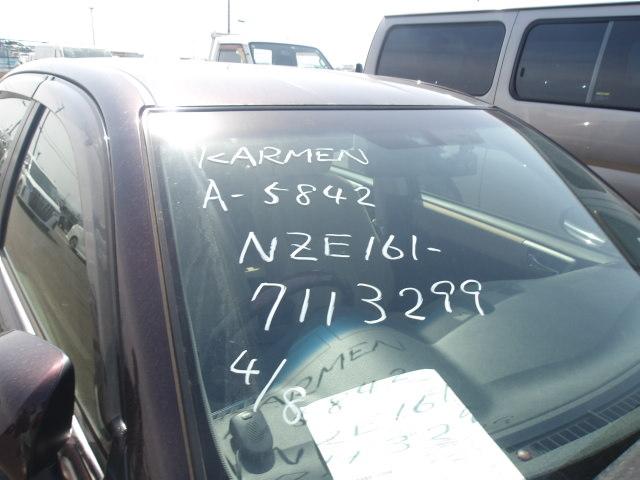 KARMEN
A-5842
NZE161-
7113299
4/8